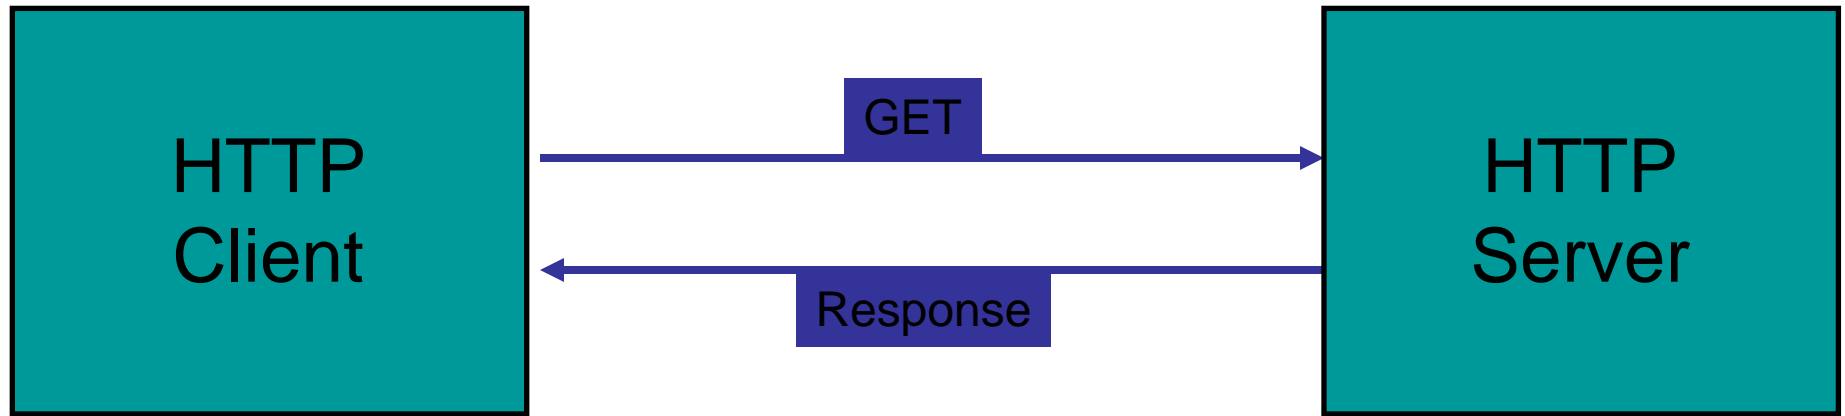 HTTP
Client
GET
Response
HTTP
Server